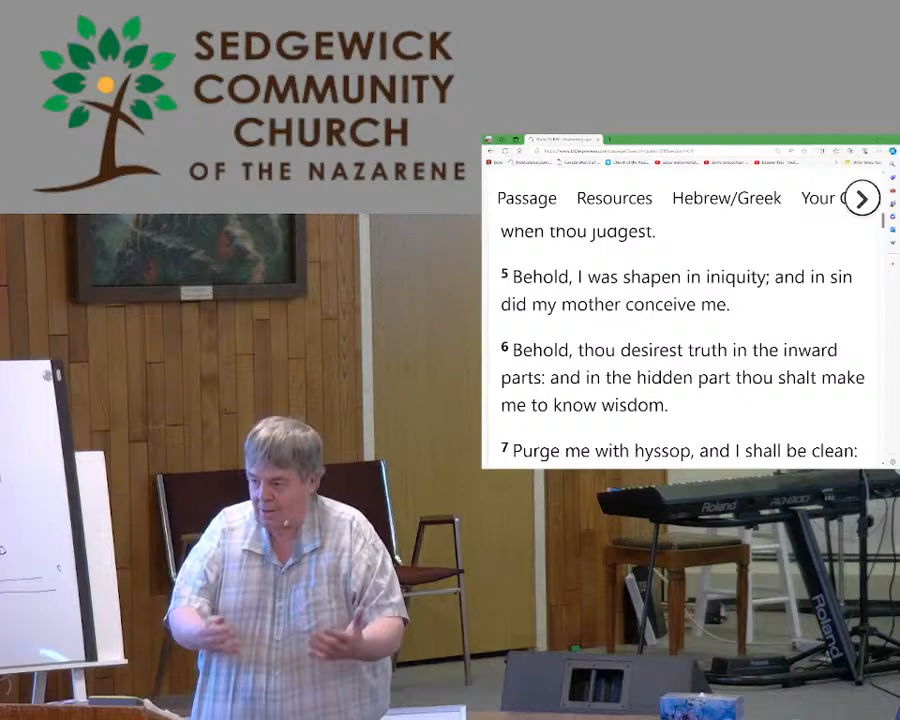 SEDGEWICK
COMMUNITY
CHURCH
OF THE NAZARENE
Passage Resources Hebrew/Greek Your
when thou judgest.
5 Behold, I was shapen in iniquity; and in sin
did my mother conceive me.
6 Behold, thou desirest truth in the inward
parts: and in the hidden part thou shalt make
me to know wisdom.
7 Purge me with hyssop, and I shall be clean:
Roland
Roland